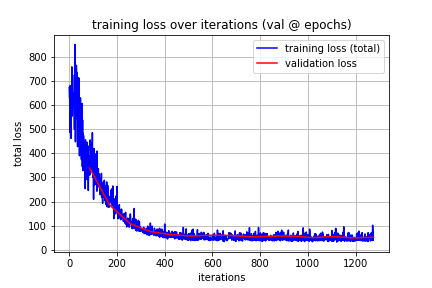 training loss over iterations (val @ epochs)
training loss (total)
validation loss
total loss
800
700
600
500
400
300
200
100
0
0 200 400 600 800 1000 1200
iterations